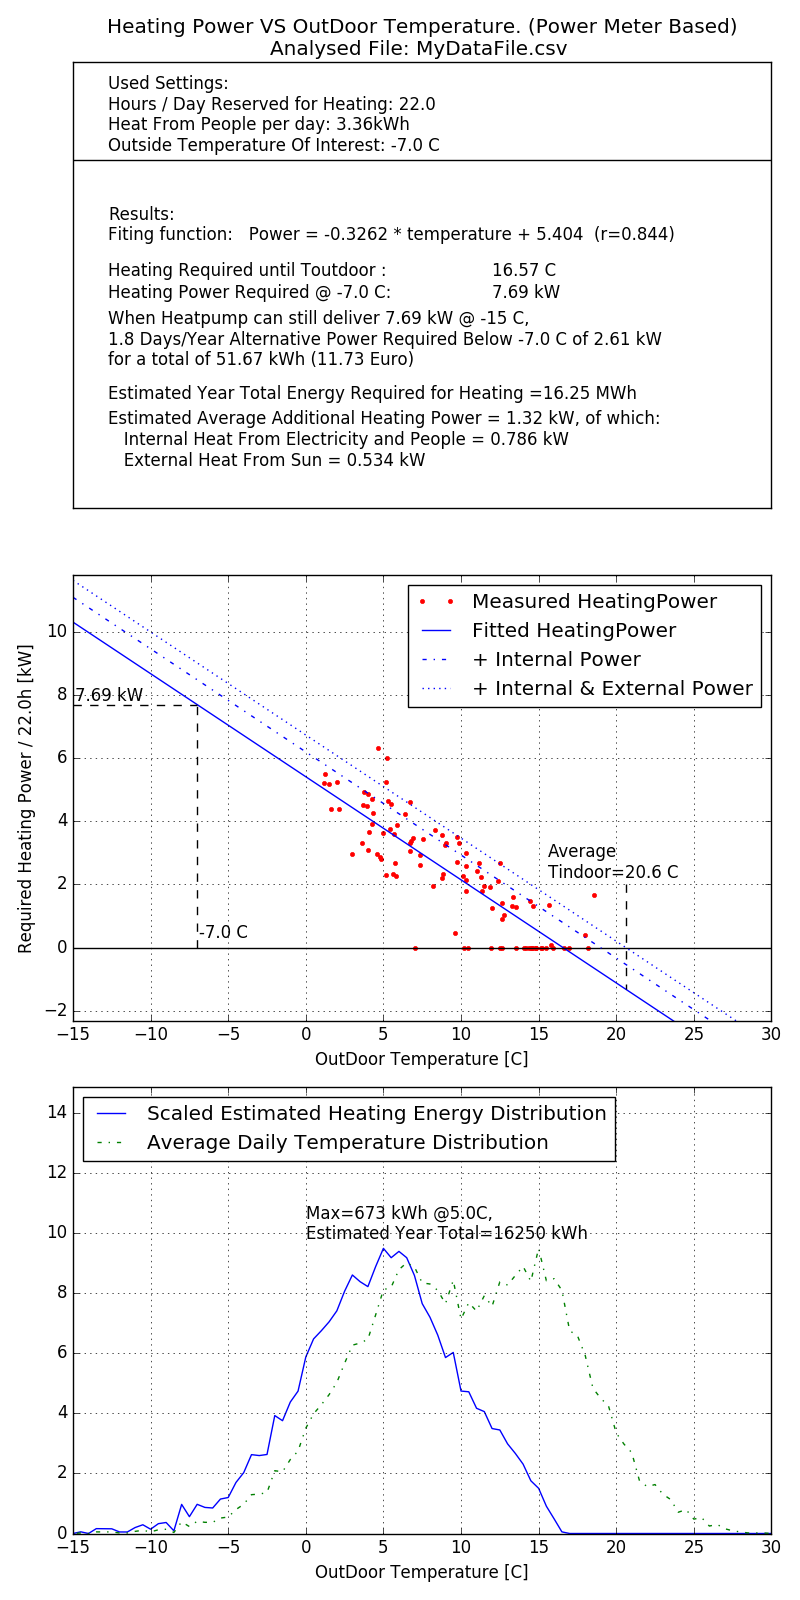 Heating Power VS OutDoor Temperature. (Power Meter Based)
Analysed File: MyDataFile.csv
Used Settings:
Hours / Day Reserved for Heating: 22.0
Heat From People per day: 3.36kWh
Outside Temperature Of Interest: -7.0 C
Results:
Fiting function:   Power = -0.3262 * temperature + 5.404  (r=0.844)
Heating Required until Toutdoor :   16.57 C
Heating Power Required @ -7.0 C:   7.69 kW
When Heatpump can still deliver 7.69 kW @ -15 C,
1.8 Days/Year Alternative Power Required Below -7.0 C of 2.61 kW
for a total of 51.67 kWh (11.73 Euro)
Estimated Year Total Energy Required for Heating =16.25 MWh
Estimated Average Additional Heating Power = 1.32 kW, of which:
Internal Heat From Electricity and People = 0.786 kW
External Heat From Sun = 0.534 kW
Required Heating Power / 22.0h [kW]
10
8
6
4
2
0
−2
Measured HeatingPower
Fitted HeatingPower
+ Internal Power
+ Internal & External Power
7.69 kW
-7.0 C
Average
Tindoor=20.6 C
−15 −10 −5 0 5 10 15 20 25 30
OutDoor Temperature [C]
14
12
10
8
6
4
2
0
Scaled Estimated Heating Energy Distribution
Average Daily Temperature Distribution
Max=673 kWh @5.0C,
Estimated Year Total=16250 kWh
−15 −10 −5 0 5 10 15 20 25 30
OutDoor Temperature [C]